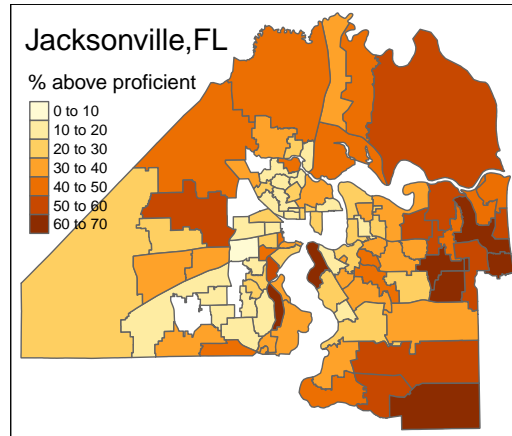 Jacksonville,FL
% above proficient
0 to 10
10 to 20
20 to 30
30 to 40
40 to 50
50 to 60
60 to 70